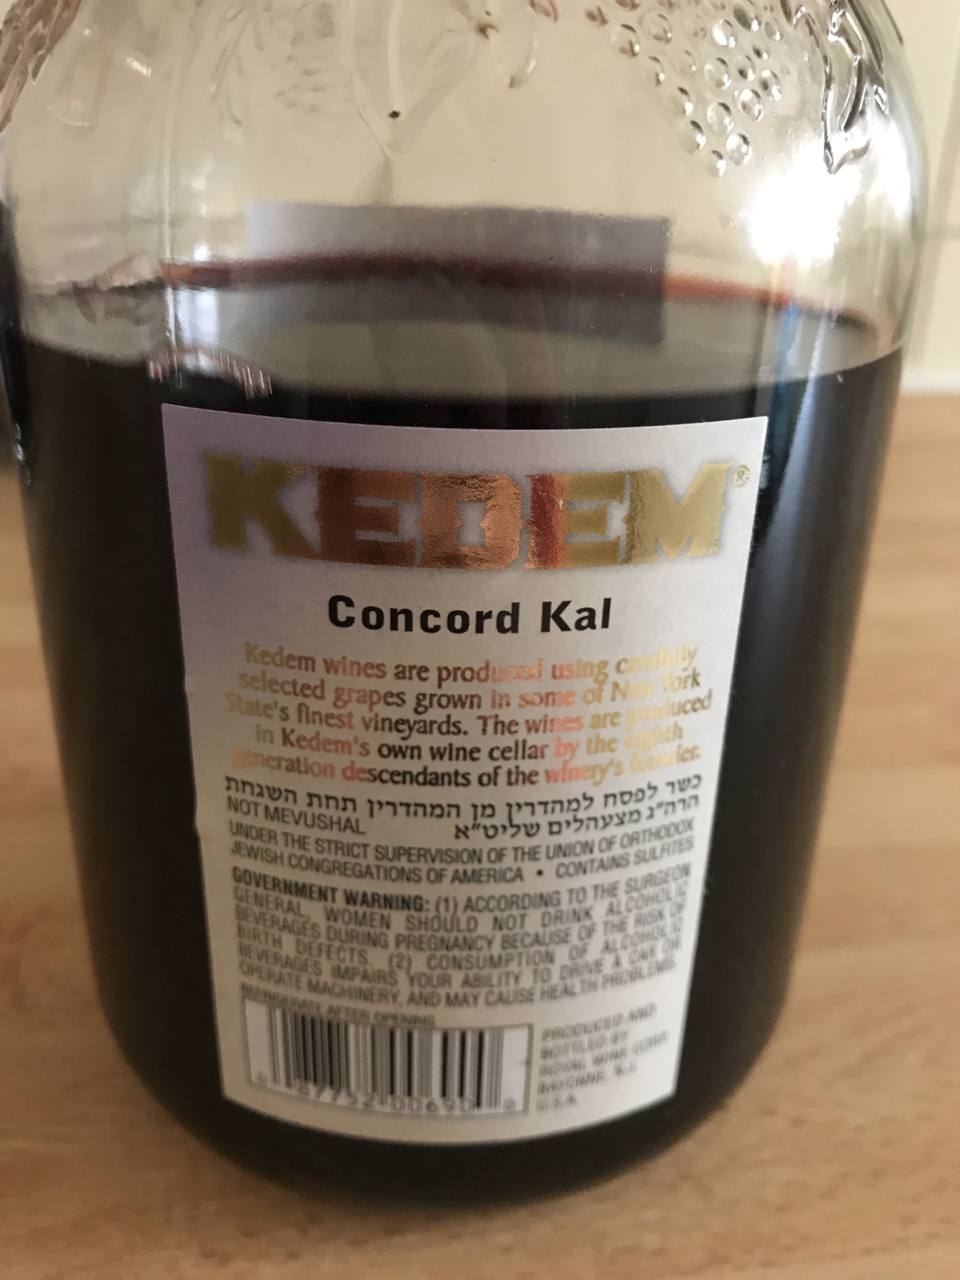 KEDEM®
Concord Kal
Kedem wines are produced using carefully
selected grapes grown in some of New York
State's finest vineyards. The wines are produced
in Kedem's own wine cellar by the eighth
generation descendants of the winery's founder.
כשר לפסח למהדרין מן המהדרין תחת השגחת
הרה"ג מצעהלים שליט"א
NOT MEVUSHAL
UNDER THE STRICT SUPERVISION OF THE UNION OF ORTHODOX
JEWISH CONGREGATIONS OF AMERICA • CONTAINS SULFITES
GOVERNMENT WARNING: (1) ACCORDING TO THE SURGEON
GENERAL, WOMEN SHOULD NOT DRINK ALCOHOLIC
BEVERAGES DURING PREGNANCY BECAUSE OF THE RISK OF
BIRTH DEFECTS. (2) CONSUMPTION OF ALCOHOLIC
BEVERAGES IMPAIRS YOUR ABILITY TO DRIVE A CAR OR
OPERATE MACHINERY, AND MAY CAUSE HEALTH PROBLEMS.
REFRIGERATE AFTER OPENING
PRODUCED AND
BOTTLED BY
ROYAL WINE CORP.
BAYONNE, N.J.
U.S.A.
87752 00690